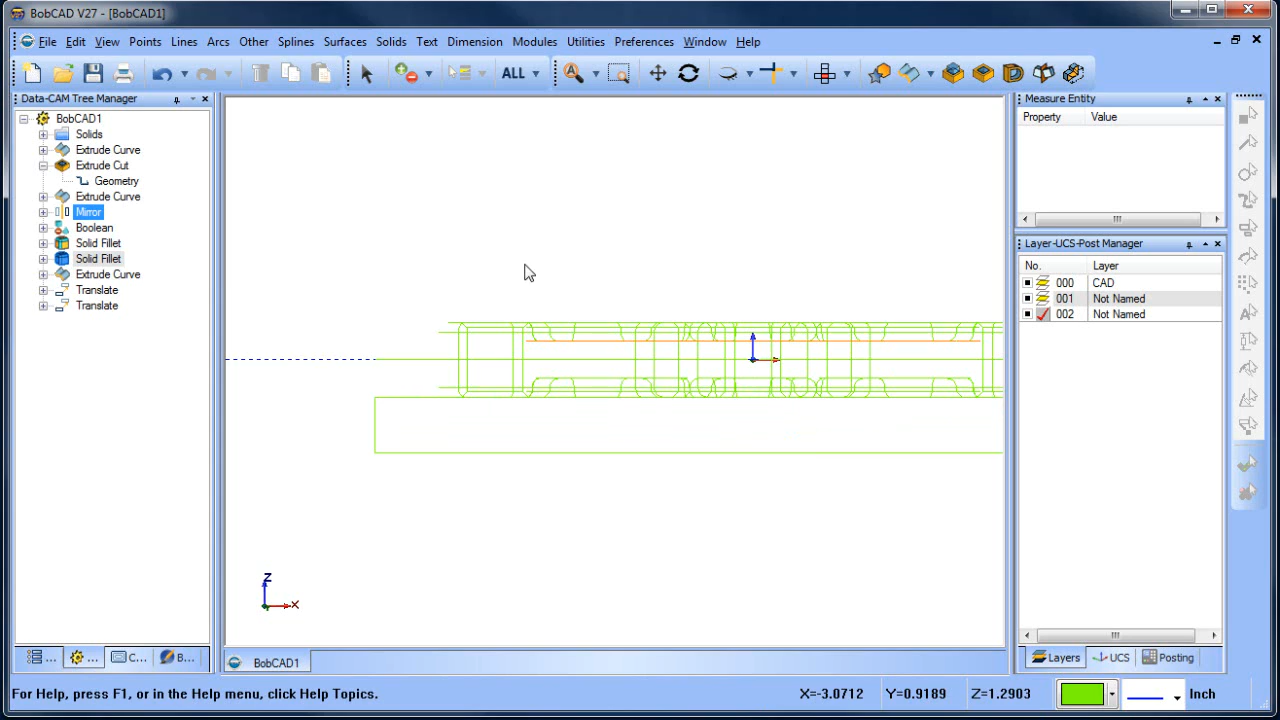 BobCAD V27 - [BobCAD1]
File Edit View Points Lines Arcs Other Splines Surfaces Solids Text Dimension Modules Utilities Preferences Window Help
ALL
Data-CAM Tree Manager
BobCAD1
Solids
Extrude Curve
Extrude Cut
Geometry
Extrude Curve
Mirror
Boolean
Solid Fillet
Solid Fillet
Extrude Curve
Translate
Translate
... ... C... B...
Z
X
BobCAD1
Measure Entity
Property Value
Layer-UCS-Post Manager
No. Layer
000 CAD
001 Not Named
002 Not Named
Layers UCS Posting
For Help, press F1, or in the Help menu, click Help Topics.
X=-3.0712 Y=0.9189 Z=1.2903 Inch